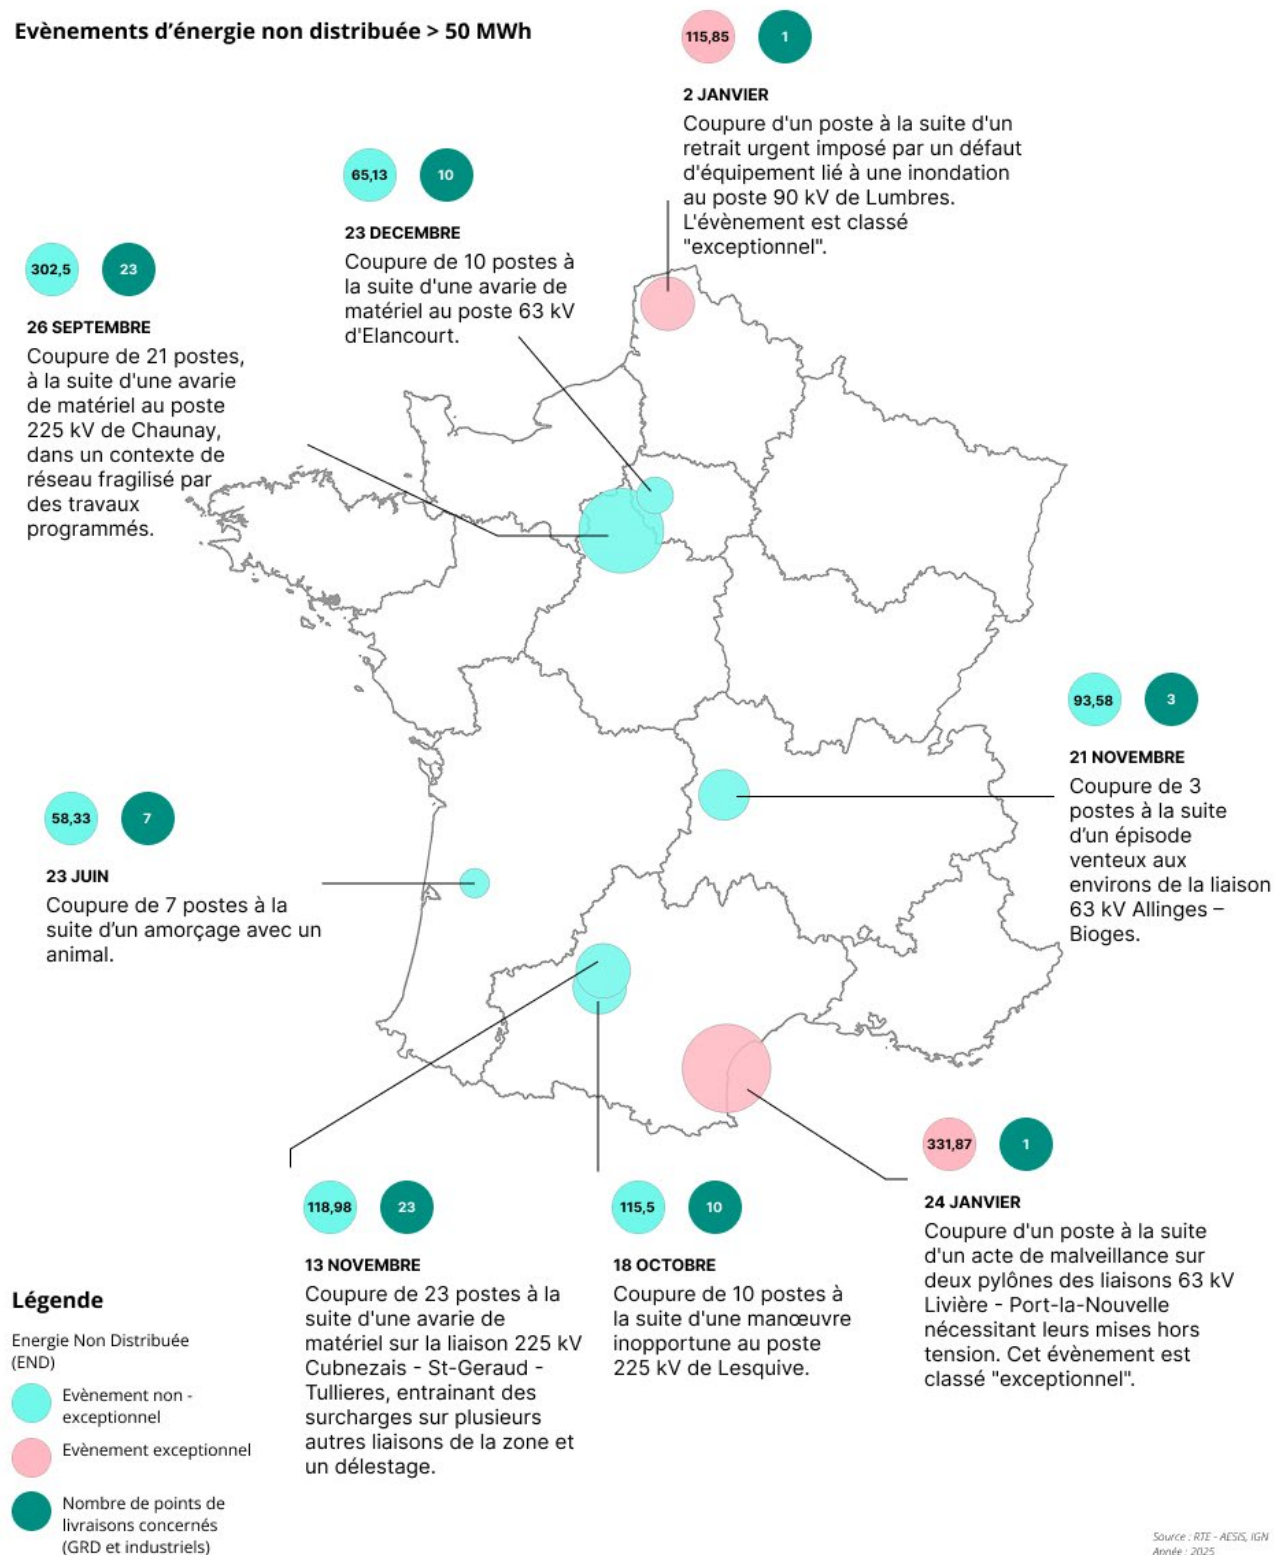 Evènements d’énergie non distribuée > 50 MWh
115,85
1
2 JANVIER
Coupure d'un poste à la suite d'un
retrait urgent imposé par un défaut
d'équipement lié à une inondation
au poste 90 kV de Lumbres.
L'évènement est classé
"exceptionnel".
65,13
10
23 DECEMBRE
Coupure de 10 postes à
la suite d'une avarie de
matériel au poste 63 kV
d'Elancourt.
302,5
23
26 SEPTEMBRE
Coupure de 21 postes,
à la suite d'une avarie
de matériel au poste
225 kV de Chaunay,
dans un contexte de
réseau fragilisé par
des travaux
programmés.
93,58
3
21 NOVEMBRE
Coupure de 3
postes à la suite
d’un épisode
venteux aux
environs de la liaison
63 kV Allinges –
Bioges.
58,33
7
23 JUIN
Coupure de 7 postes à la
suite d’un amorçage avec un
animal.
331,87
1
24 JANVIER
Coupure d'un poste à la suite
d'un acte de malveillance sur
deux pylônes des liaisons 63 kV
Livière - Port-la-Nouvelle
nécessitant leurs mises hors
tension. Cet évènement est
classé "exceptionnel".
118,98
23
13 NOVEMBRE
Coupure de 23 postes à la
suite d'une avarie de
matériel sur la liaison 225 kV
Cubnezais - St-Geraud -
Tullieres, entrainant des
surcharges sur plusieurs
autres liaisons de la zone et
un délestage.
115,5
10
18 OCTOBRE
Coupure de 10 postes à
la suite d'une manœuvre
inopportune au poste
225 kV de Lesquive.
Légende
Energie Non Distribuée
(END)
Evènement non -
exceptionnel
Evènement exceptionnel
Nombre de points de
livraisons concernés
(GRD et industriels)
Source : RTE - AESIS, IGN
Année : 2025